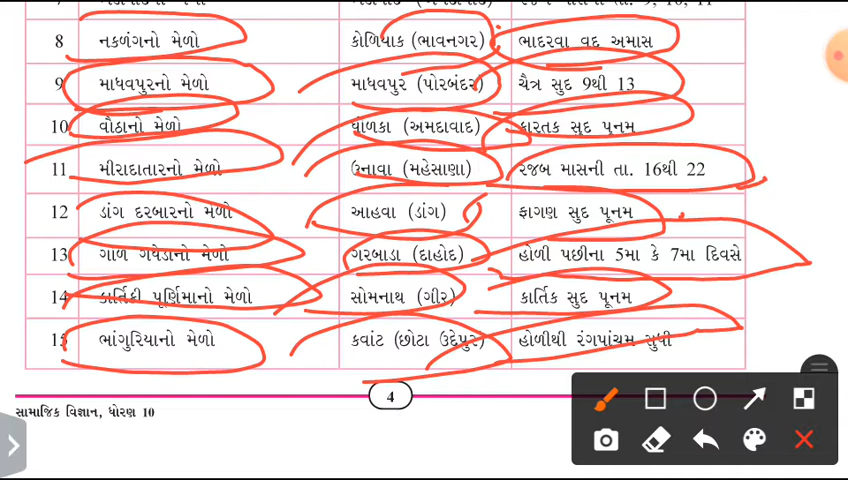 8 નકળંગનો મેળો કોળિયાક (ભાવનગર) ભાદરવા વદ અમાસ
9 માધવપુરનો મેળો માધવપુર (પોરબંદર) ચૈત્ર સુદ 9થી 13
10 વૌઠાનો મેળો ધોળકા (અમદાવાદ) કારતક સુદ પૂનમ
11 મીરાદાતારનો મેળો ઉનાવા (મહેસાણા) રજબ માસની તા. 16થી 22
12 ડાંગ દરબારનો મેળો આહવા (ડાંગ) ફાગણ સુદ પૂનમ
13 ગાળ ગધેડાનો મેળો ગરબાડા (દાહોદ) હોળી પછીના 5મા કે 7મા દિવસે
14 કાર્તિકી પૂર્ણિમાનો મેળો સોમનાથ (ગીર) કાર્તિક સુદ પૂનમ
15 ભાંગુરિયાનો મેળો કવાંટ (છોટા ઉદેપુર) હોળીથી રંગપાંચમ સુધી
4
સામાજિક વિજ્ઞાન, ધોરણ 10